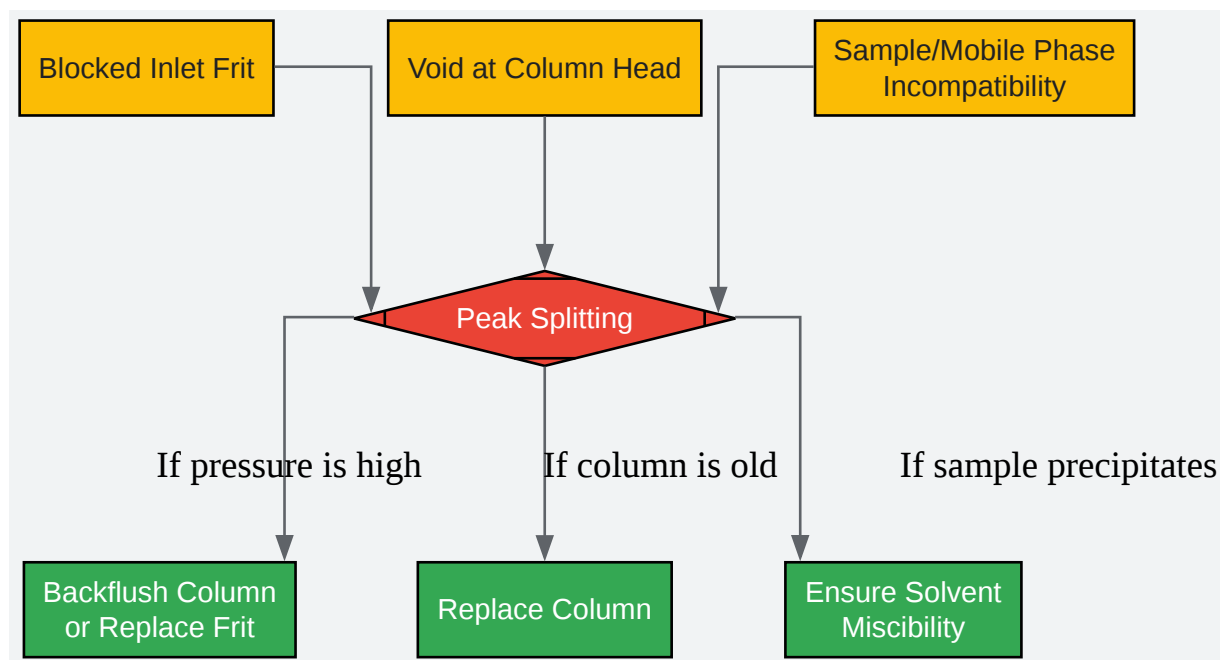 Blocked Inlet Frit
Void at Column Head
Sample/Mobile Phase
Incompatibility
Peak Splitting
If pressure is high
If column is old
If sample precipitates
Backflush Column
or Replace Frit
Replace Column
Ensure Solvent
Miscibility